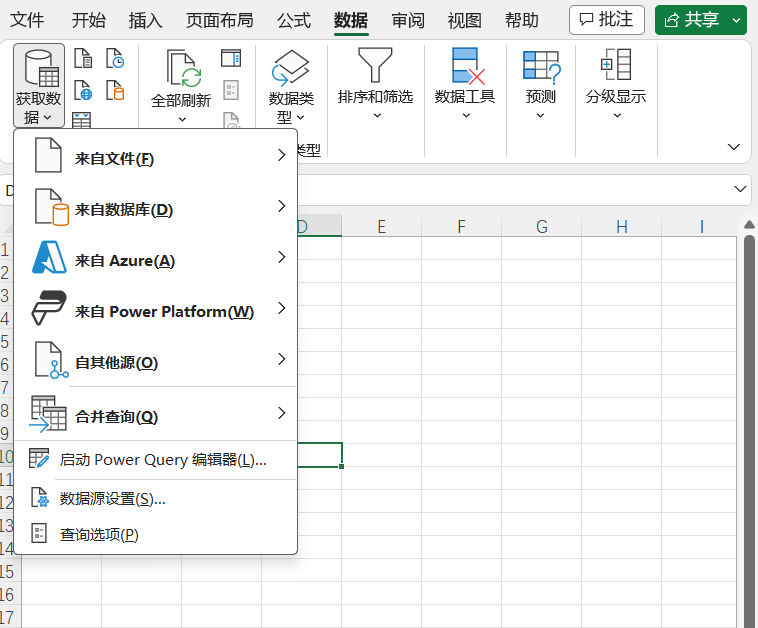 文件 开始 插入 页面布局 公式 数据 审阅 视图 帮助 批注 共享
获取数
据
全部刷新
数据类
型
排序和筛选
数据工具
预测
分级显示
类型
D
来自文件(F)
来自数据库(D)
来自 Azure(A)
来自 Power Platform(W)
自其他源(O)
合并查询(Q)
启动 Power Query 编辑器(L)...
数据源设置(S)...
查询选项(P)
D E F G H I
1
2
3
4
5
6
7
8
9
10
11
12
13
14
15
16
17